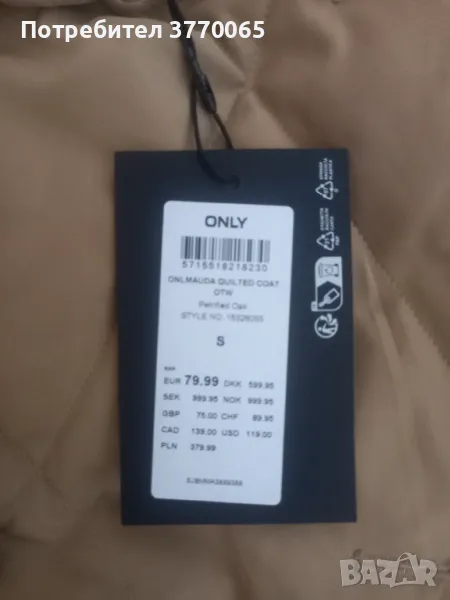 Потребител 3770065
ONLY
5715518218230
ONLMAUDA QUILTED COAT
OTW
Petrified Oak
STYLE NO.
S
RRP
EUR 79.99 DKK 599.95
SEK 999.95 NOK 999.95
GBP 75.00 CHF 89.95
CAD 139.00 USD 119.00
PLN 379.99
BAZAR